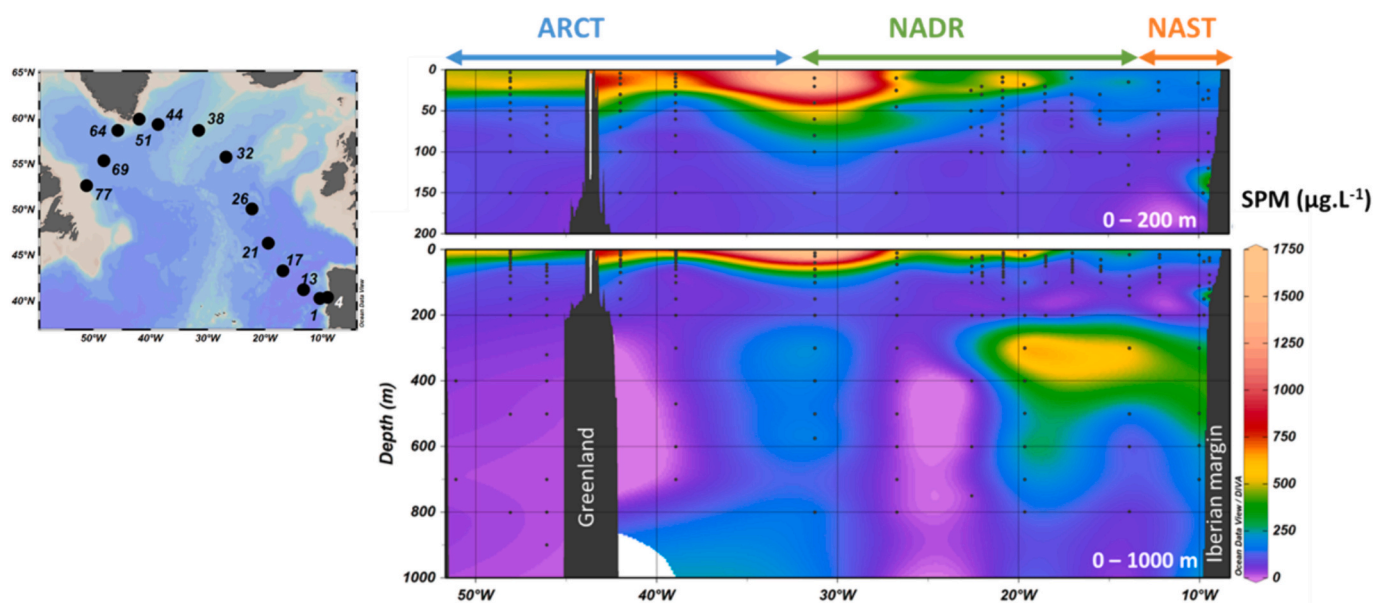 ARCT NADR NAST
65°N
60°N
55°N
50°N
45°N
40°N
50°W 40°W 30°W 20°W 10°W
64 51 44 38
69 32
77
26
21
17
13
1 4
Ocean Data View
0
50
100
150
200
0 – 200 m
SPM (µg.L-1)
Depth (m)
0
200
400
600
800
1000
Greenland
Iberian margin
0 – 1000 m
Ocean Data View / DIVA
50°W 40°W 30°W 20°W 10°W
1750
1500
1250
1000
750
500
250
0